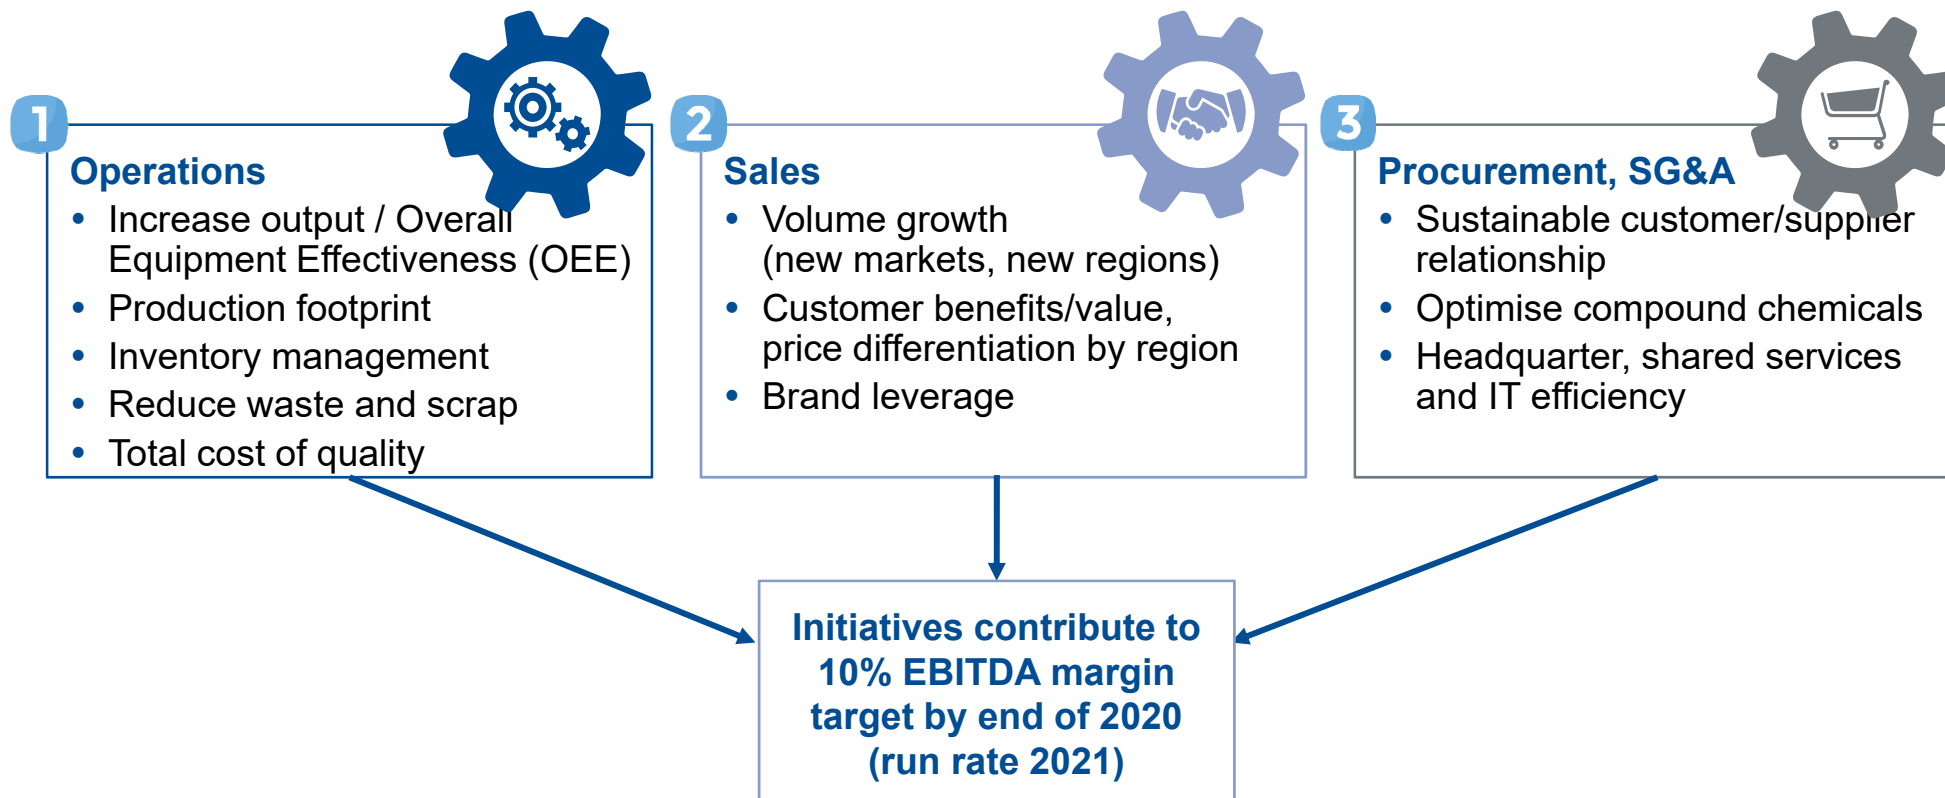 1
Operations
• Increase output / Overall
Equipment Effectiveness (OEE)
• Production footprint
• Inventory management
• Reduce waste and scrap
• Total cost of quality
2
Sales
• Volume growth
(new markets, new regions)
• Customer benefits/value,
price differentiation by region
• Brand leverage
3
Procurement, SG&A
• Sustainable customer/supplier
relationship
• Optimise compound chemicals
• Headquarter, shared services
and IT efficiency
Initiatives contribute to
10% EBITDA margin
target by end of 2020
(run rate 2021)